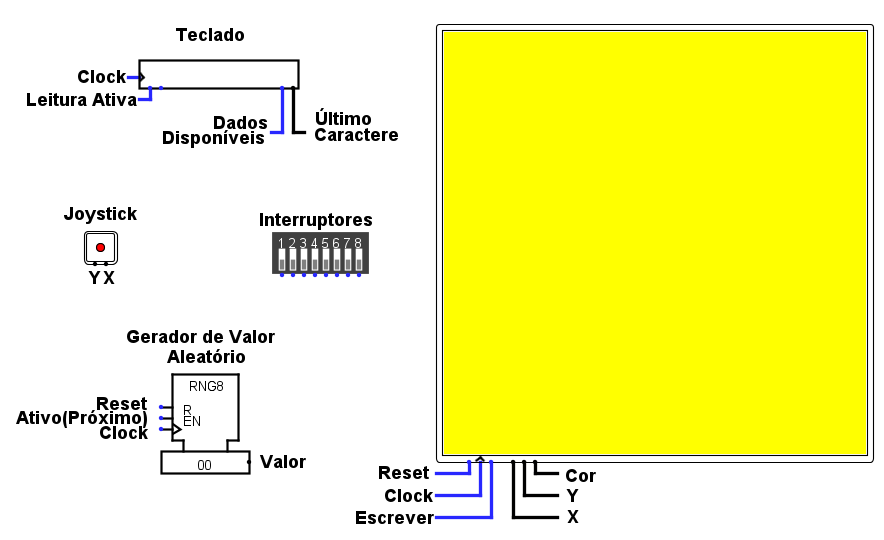 Teclado
Clock
Leitura Ativa
Dados
Disponíveis
Último
Caractere
Joystick
Y X
Interruptores
1 2 3 4 5 6 7 8
Gerador de Valor
Aleatório
RNG8
Reset
R
Ativo(Próximo)
EN
Clock
00
Valor
Reset
Clock
Escrever
Cor
Y
X